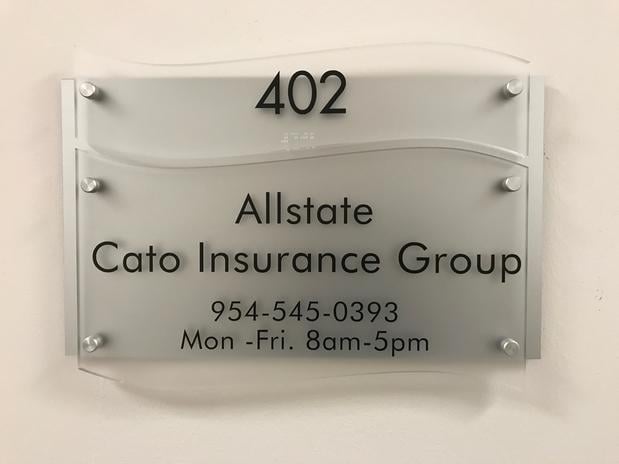 402
Allstate
Cato Insurance Group
954-545-0393
Mon -Fri. 8am-5pm